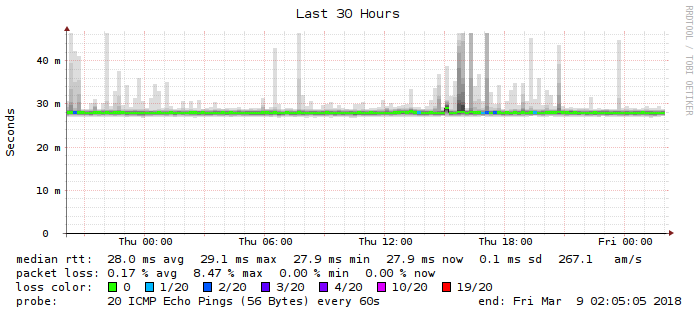 Last 30 Hours
RRDTOOL / TOBI OETIKER
Seconds
40 m
30 m
20 m
10 m
0
Thu 00:00 Thu 06:00 Thu 12:00 Thu 18:00 Fri 00:00
median rtt: 28.0 ms avg 29.1 ms max 27.9 ms min 27.9 ms now 0.1 ms sd 267.1 am/s
packet loss: 0.17 % avg 8.47 % max 0.00 % min 0.00 % now
loss color: 0 1/20 2/20 3/20 4/20 10/20 19/20
probe: 20 ICMP Echo Pings (56 Bytes) every 60s end: Fri Mar 9 02:05:05 2018